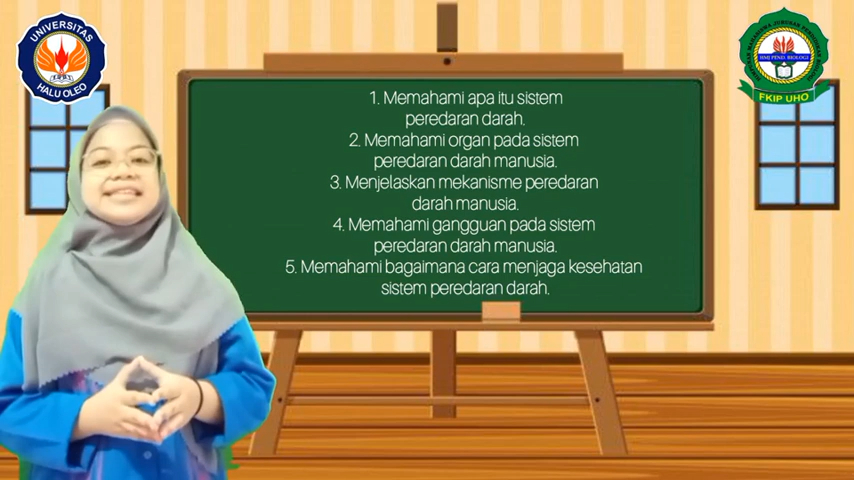 UNIVERSITAS
HALU OLEO
1. Memahami apa itu sistem
peredaran darah.
2. Memahami organ pada sistem
peredaran darah manusia.
3. Menjelaskan mekanisme peredaran
darah manusia.
4. Memahami gangguan pada sistem
peredaran darah manusia.
5. Memahami bagaimana cara menjaga kesehatan
sistem peredaran darah.
FKIP UHO